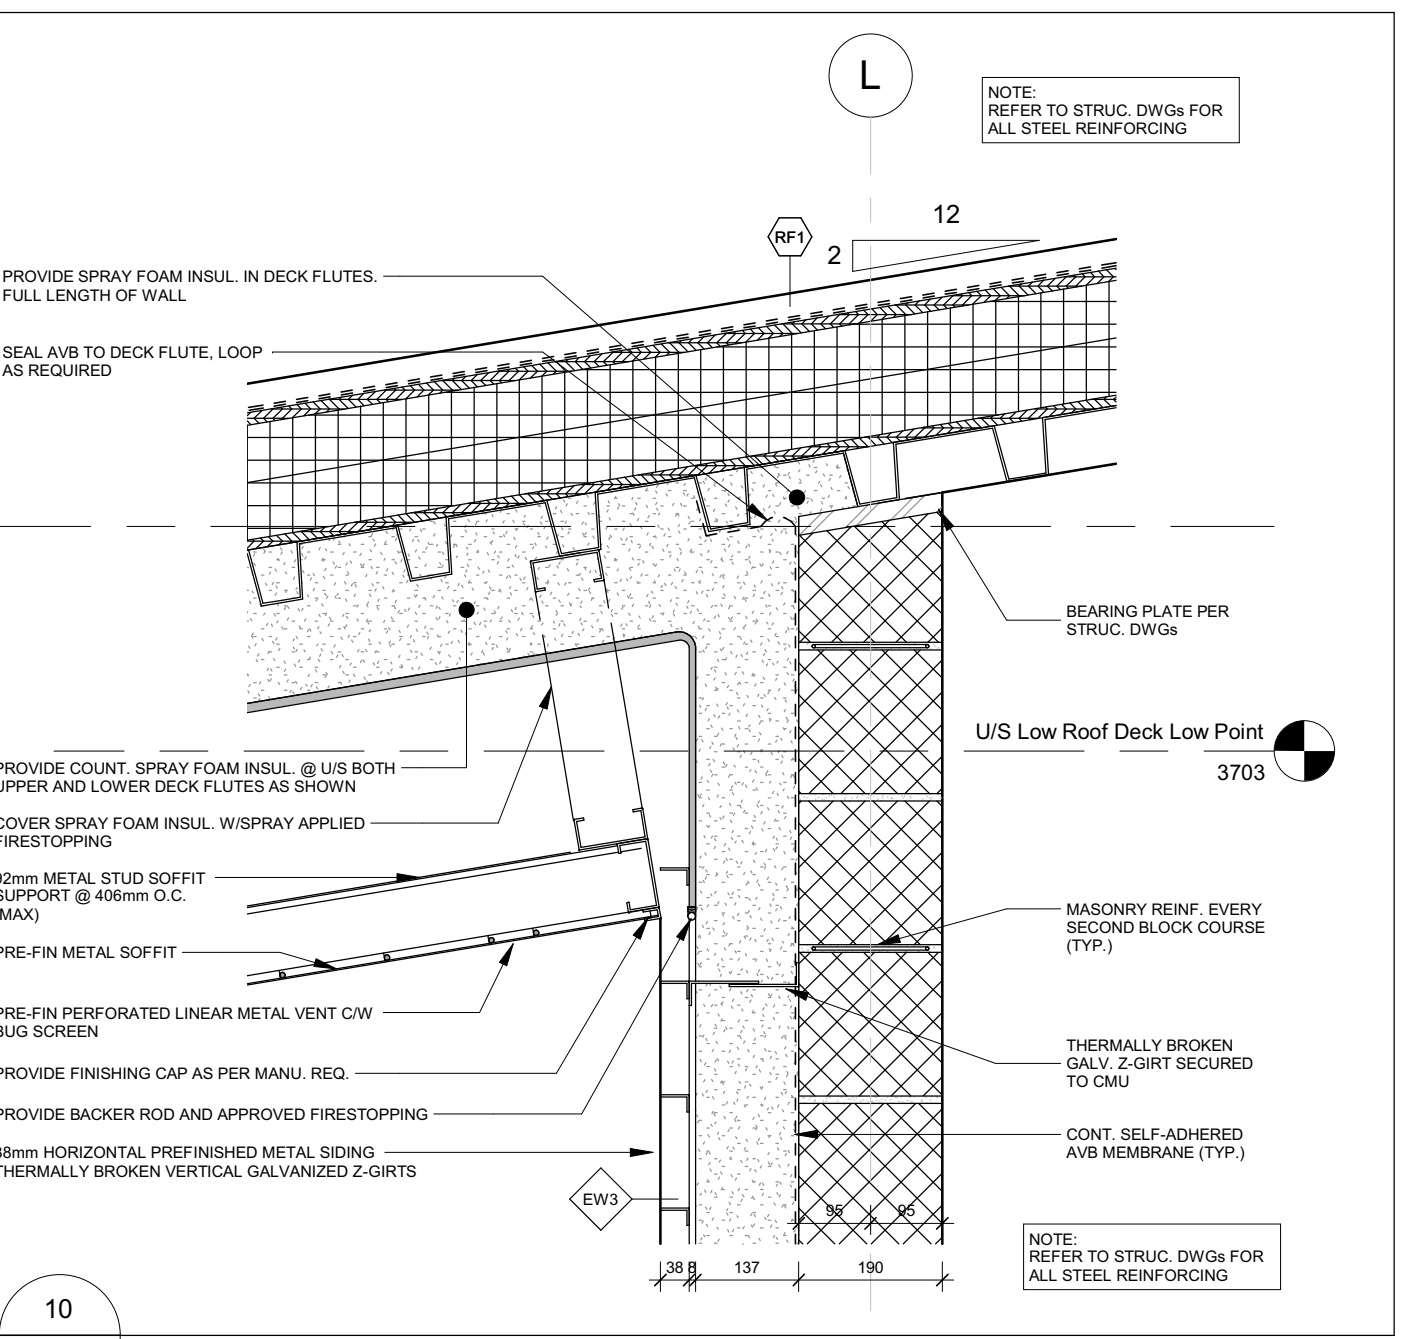 L
NOTE:
REFER TO STRUC. DWGs FOR
ALL STEEL REINFORCING
12
2
RF1
PROVIDE SPRAY FOAM INSUL. IN DECK FLUTES.
FULL LENGTH OF WALL
SEAL AVB TO DECK FLUTE, LOOP
AS REQUIRED
BEARING PLATE PER
STRUC. DWGs
U/S Low Roof Deck Low Point
3703
PROVIDE COUNT. SPRAY FOAM INSUL. @ U/S BOTH
UPPER AND LOWER DECK FLUTES AS SHOWN
COVER SPRAY FOAM INSUL. W/SPRAY APPLIED
FIRESTOPPING
92mm METAL STUD SOFFIT
SUPPORT @ 406mm O.C.
MAX)
PRE-FIN METAL SOFFIT
PRE-FIN PERFORATED LINEAR METAL VENT C/W
BUG SCREEN
PROVIDE FINISHING CAP AS PER MANU. REQ.
PROVIDE BACKER ROD AND APPROVED FIRESTOPPING
38mm HORIZONTAL PREFINISHED METAL SIDING
THERMALLY BROKEN VERTICAL GALVANIZED Z-GIRTS
MASONRY REINF. EVERY
SECOND BLOCK COURSE
(TYP.)
THERMALLY BROKEN
GALV. Z-GIRT SECURED
TO CMU
CONT. SELF-ADHERED
AVB MEMBRANE (TYP.)
EW3
95 95
38 8 137 190
NOTE:
REFER TO STRUC. DWGs FOR
ALL STEEL REINFORCING
10